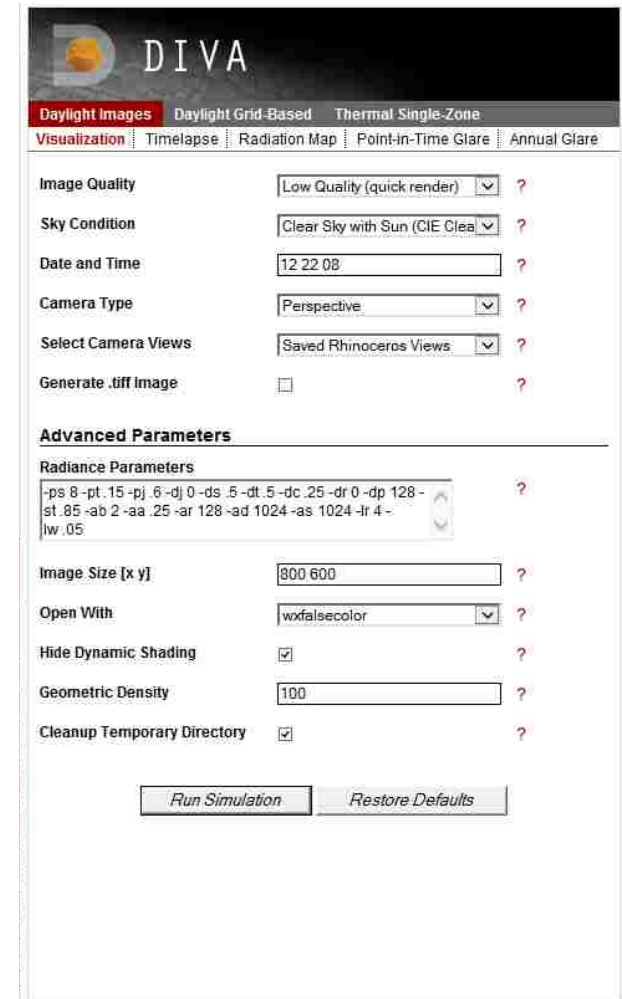 DIVA
Daylight Images Daylight Grid-Based Thermal Single-Zone
Visualization Timelapse Radiation Map Point-in-Time Glare Annual Glare
Image Quality Low Quality (quick render) ?
Sky Condition Clear Sky with Sun (CIE Clea ?
Date and Time 12 22 08 ?
Camera Type Perspective ?
Select Camera Views Saved Rhinoceros Views ?
Generate .tiff Image ?
Advanced Parameters
Radiance Parameters
-ps 8 -pt .15 -pj .6 -dj 0 -ds .5 -dt .5 -dc .25 -dr 0 -dp 128 - ?
st .85 -ab 2 -aa .25 -ar 128 -ad 1024 -as 1024 -lr 4 -
lw .05
Image Size [x y] 800 600 ?
Open With wxfalsecolor ?
Hide Dynamic Shading ?
Geometric Density 100 ?
Cleanup Temporary Directory ?
Run Simulation Restore Defaults